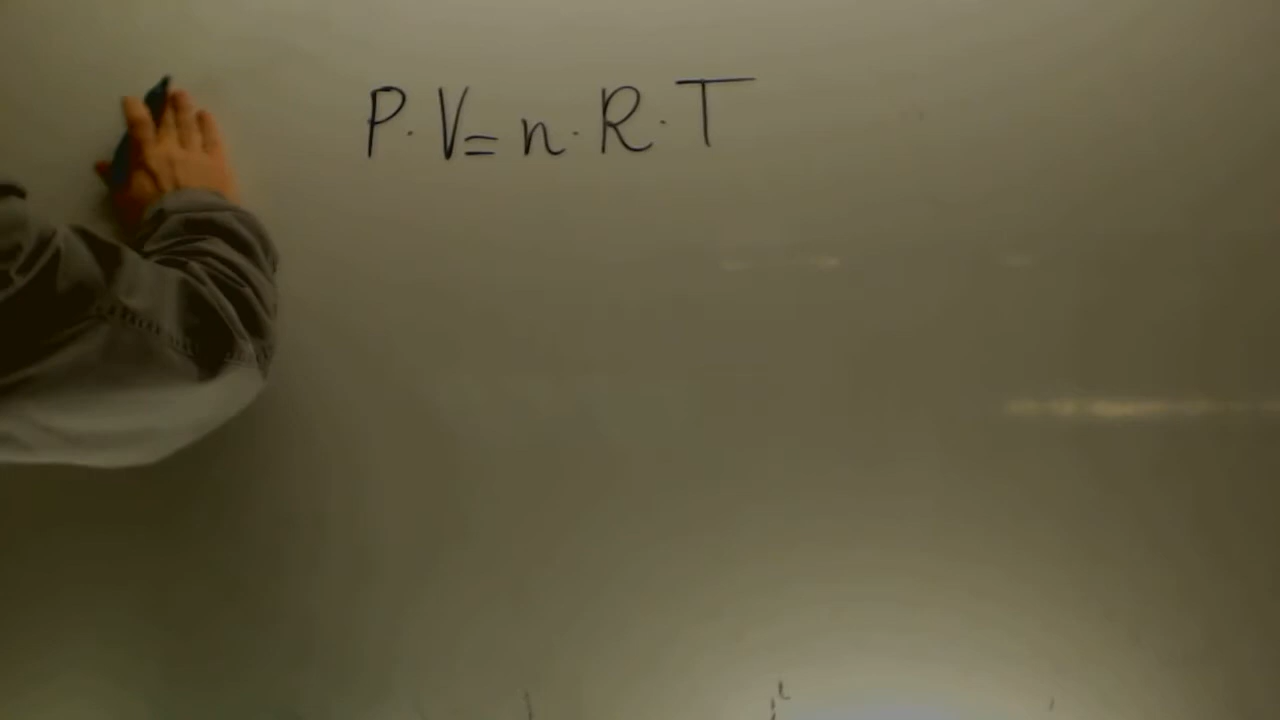 P · V = n · R · T